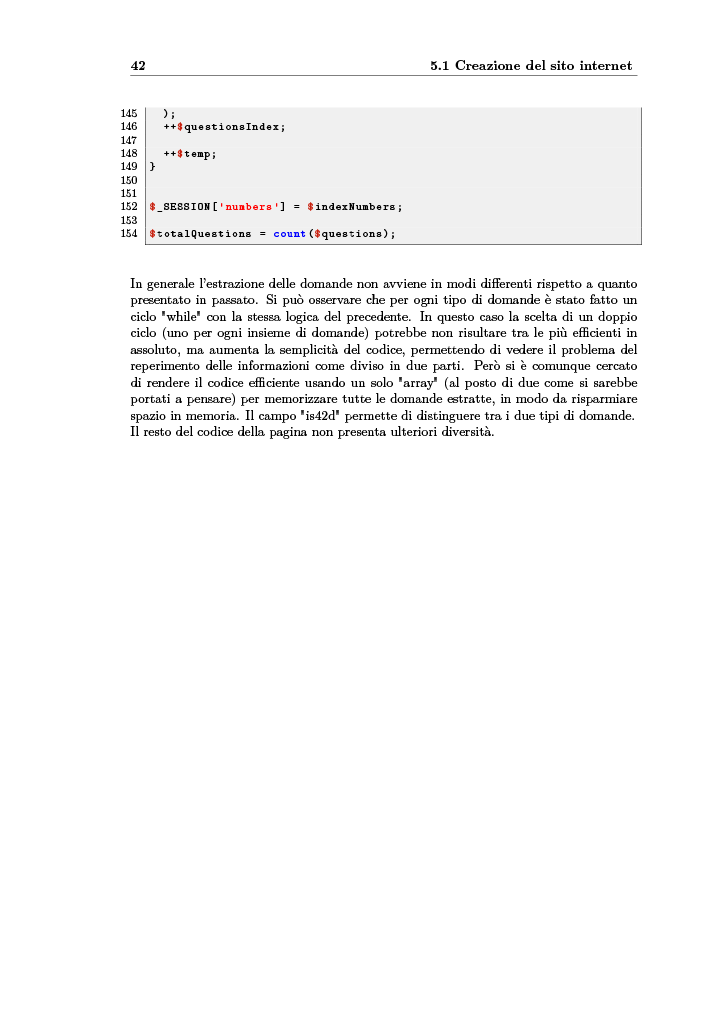 42 5.1 Creazione del sito internet
145 );
146 ++$questionsIndex;
147
148 ++$temp;
149 }
150
151
152 $_SESSION['numbers'] = $indexNumbers;
153
154 $totalQuestions = count($questions);
In generale l'estrazione delle domande non avviene in modi differenti rispetto a quanto
presentato in passato. Si può osservare che per ogni tipo di domande è stato fatto un
ciclo "while" con la stessa logica del precedente. In questo caso la scelta di un doppio
ciclo (uno per ogni insieme di domande) potrebbe non risultare tra le più efficienti in
assoluto, ma aumenta la semplicità del codice, permettendo di vedere il problema del
reperimento delle informazioni come diviso in due parti. Però si è comunque cercato
di rendere il codice efficiente usando un solo "array" (al posto di due come si sarebbe
portati a pensare) per memorizzare tutte le domande estratte, in modo da risparmiare
spazio in memoria. Il campo "is42d" permette di distinguere tra i due tipi di domande.
Il resto del codice della pagina non presenta ulteriori diversità.